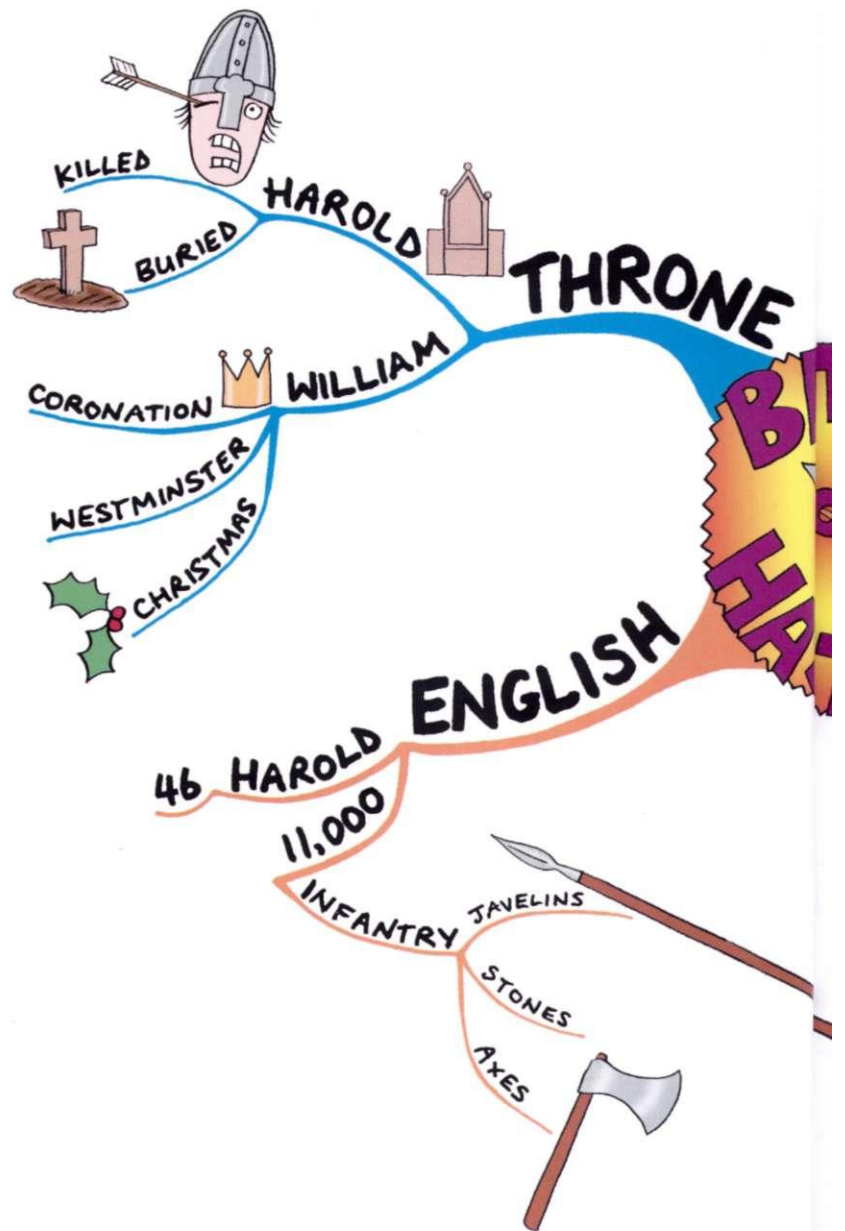 KILLED
BURIED
HAROLD
THRONE
CORONATION
WILLIAM
WESTMINSTER
CHRISTMAS
ENGLISH
HAROLD
46
11,000
INFANTRY
JAVELINS
STONES
AXES